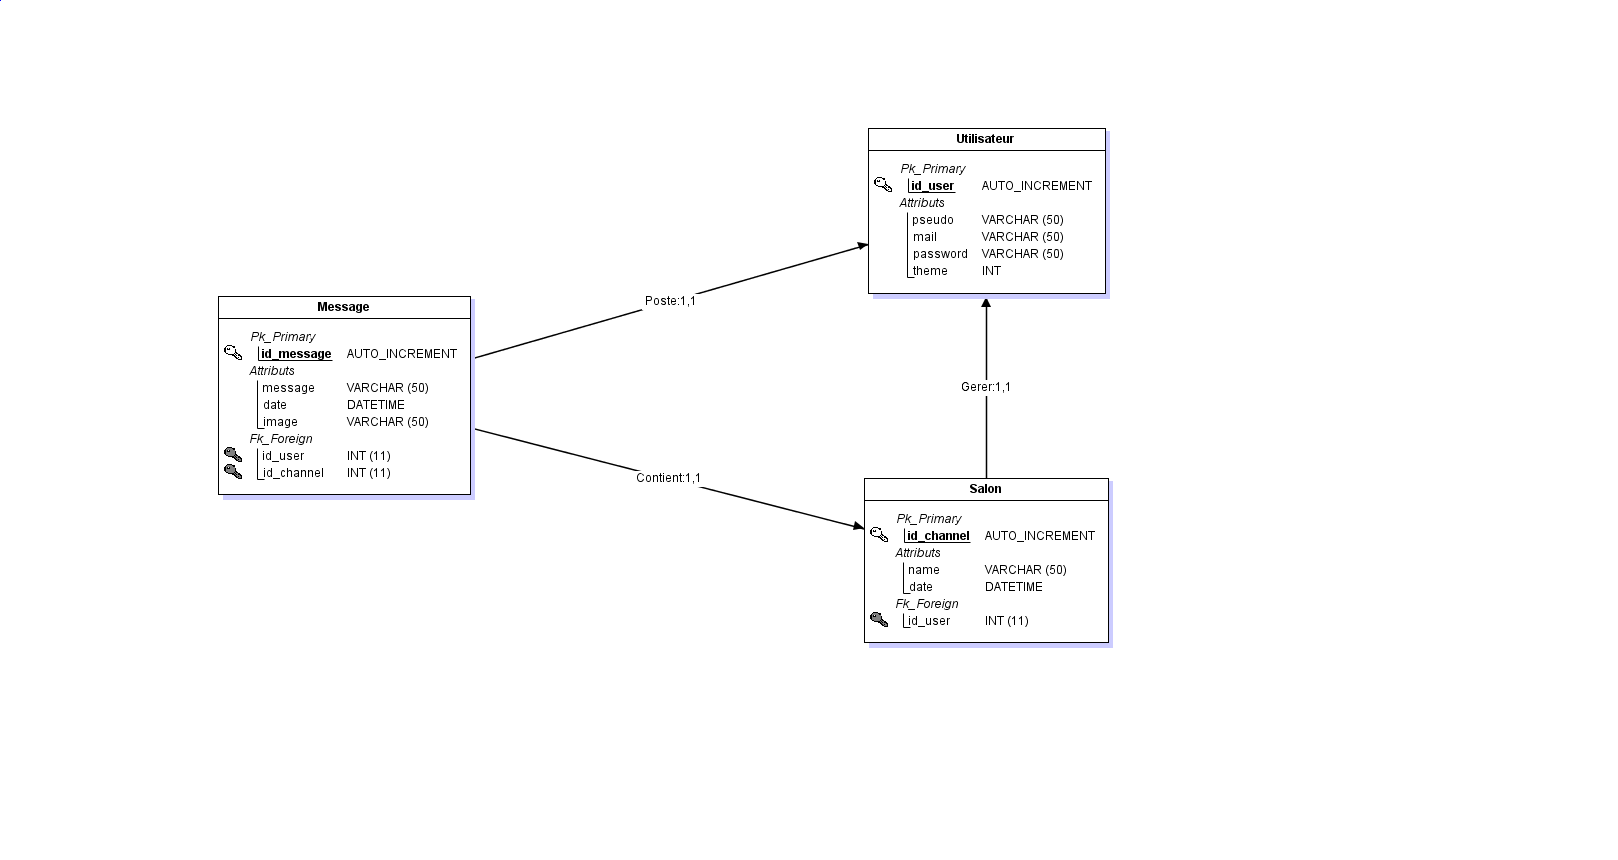 Utilisateur
Pk_Primary
id_user AUTO_INCREMENT
Attributs
pseudo VARCHAR (50)
mail VARCHAR (50)
password VARCHAR (50)
theme INT
Poste:1,1
Message
Pk_Primary
id_message AUTO_INCREMENT
Attributs
message VARCHAR (50)
date DATETIME
image VARCHAR (50)
Fk_Foreign
id_user INT (11)
id_channel INT (11)
Gerer:1,1
Contient:1,1
Salon
Pk_Primary
id_channel AUTO_INCREMENT
Attributs
name VARCHAR (50)
date DATETIME
Fk_Foreign
id_user INT (11)